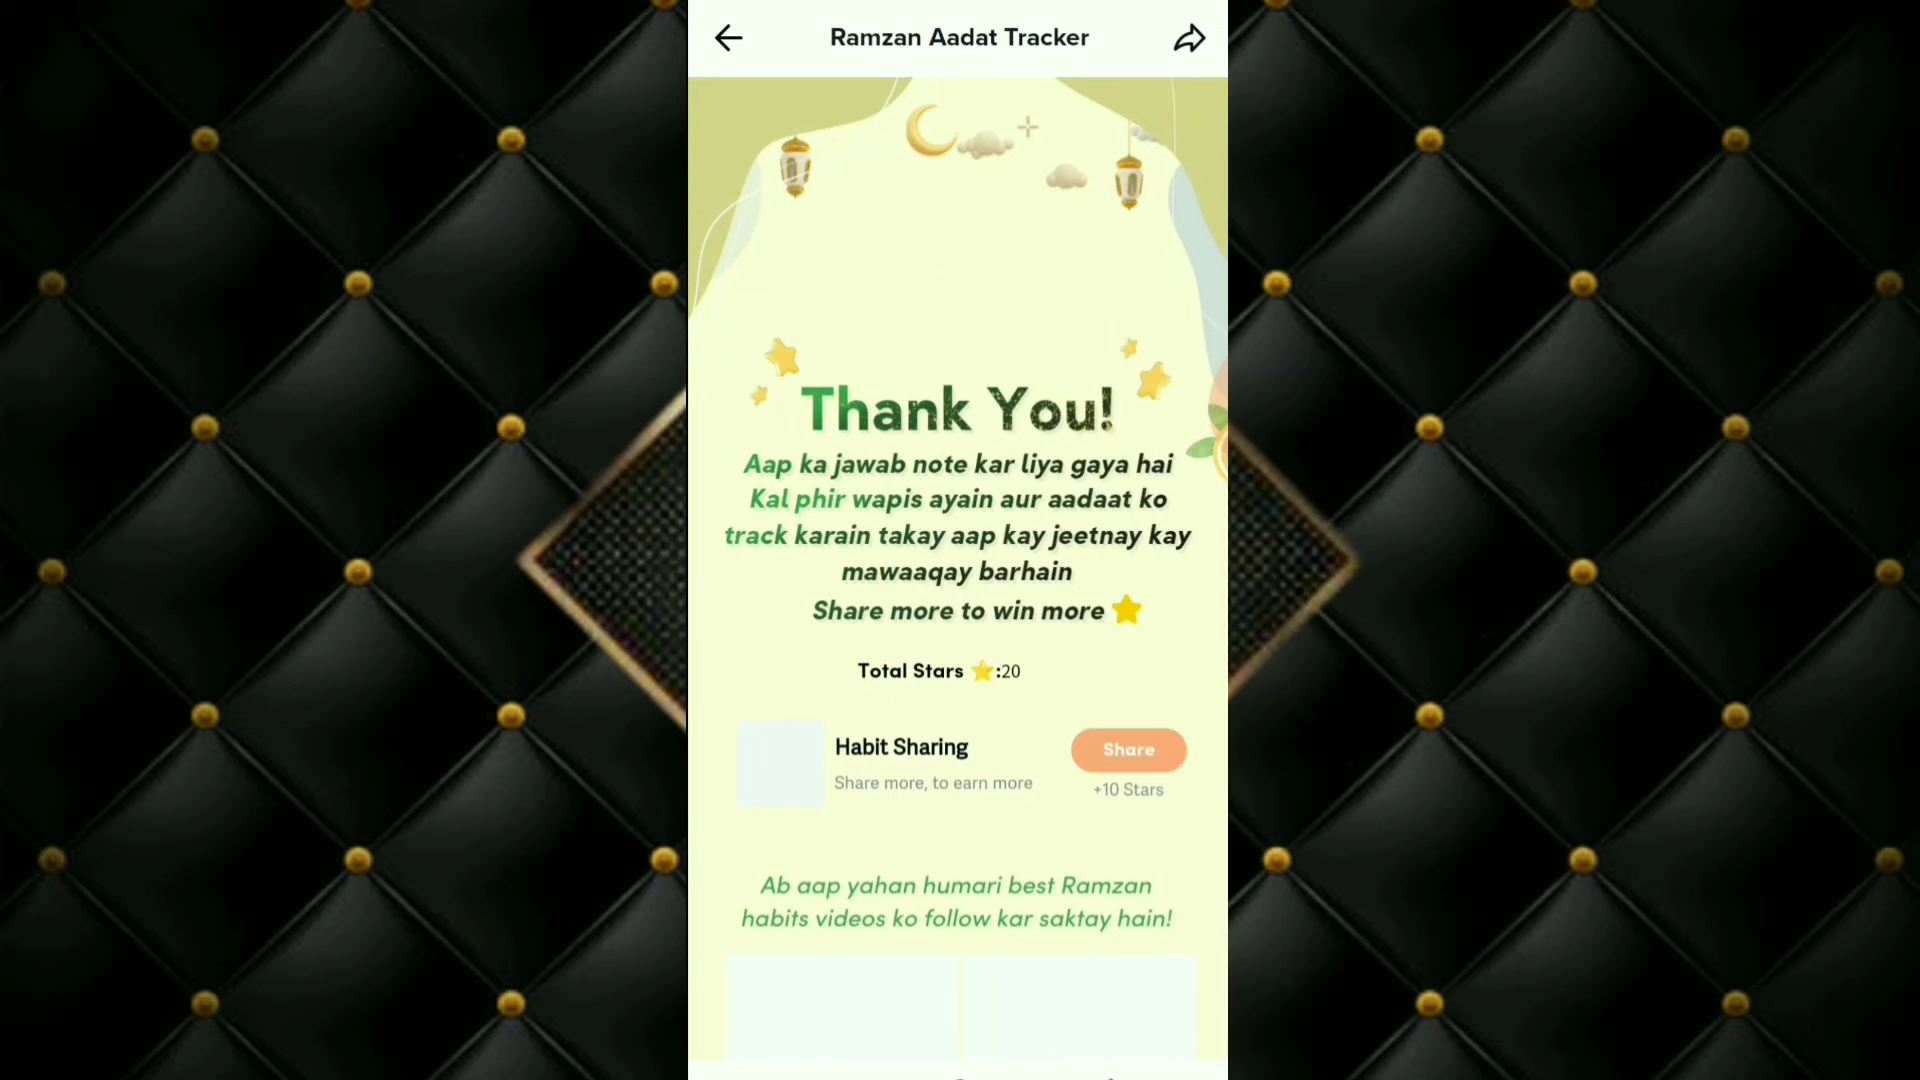 Ramzan Aadat Tracker
Thank You!
Aap ka jawab note kar liya gaya hai
Kal phir wapis ayain aur aadaat ko
track karain takay aap kay jeetnay kay
mawaaqay barhain
Share more to win more
Total Stars ⭐:20
Habit Sharing
Share
Share more, to earn more
+10 Stars
Ab aap yahan humari best Ramzan
habits videos ko follow kar saktay hain!